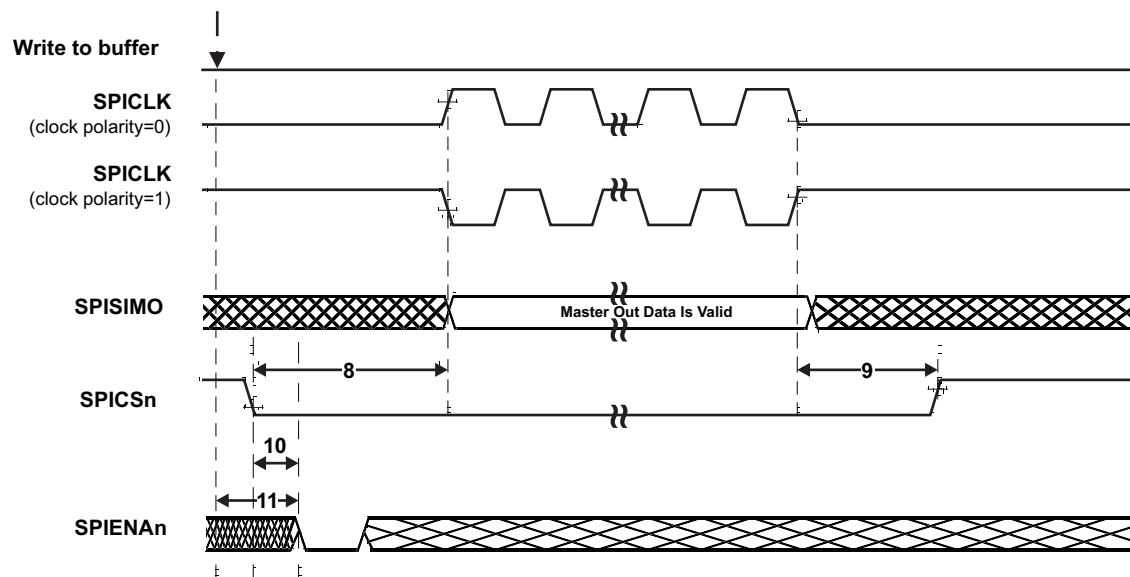 Write to buffer
SPICLK
(clock polarity=0)
SPICLK
(clock polarity=1)
SPISIMO
Master Out Data Is Valid
8
9
SPICSn
10
11
SPIENAn